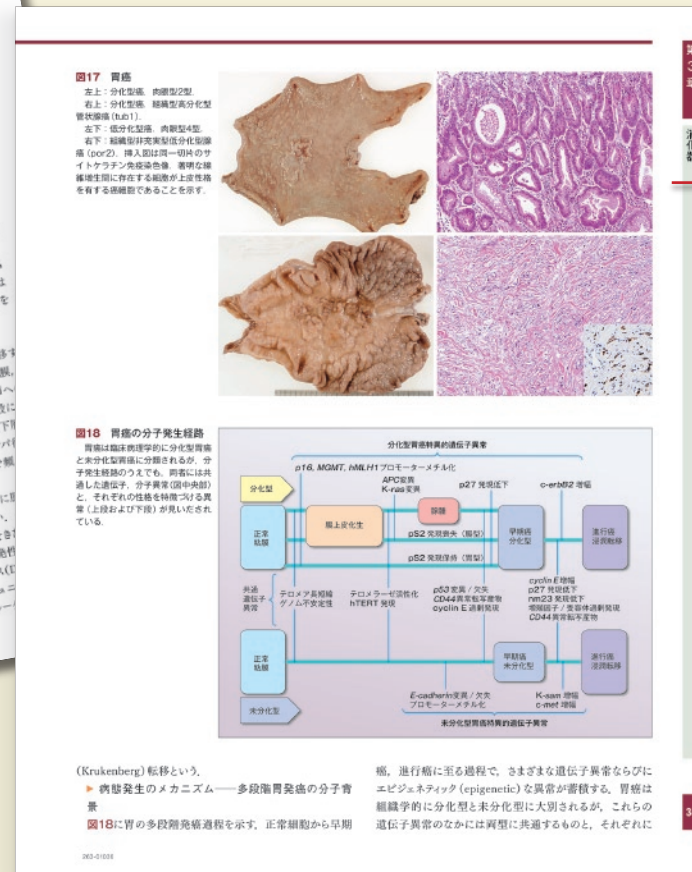 図17 胃癌
左上：分化型癌，肉眼型2型．
右上：分化型癌，組織型高分化型
管状腺癌（tub1）．
左下：低分化型癌，肉眼型4型．
右下：組織型非充実型低分化型腺
癌（por2）．挿入図は同一切片のサ
イトケラチン免疫染色像．著明な線
維増生間に存在する細胞が上皮性格
を有する癌細胞であることを示す．
図18 胃癌の分子発生経路
胃癌は臨床病理学的に分化型胃癌
と未分化型胃癌に分類されるが，分
子発生経路のうえでも，両者には共
通した遺伝子，分子異常（図中央部）
と，それぞれの性格を特徴づける異
常（上段および下段）が見いだされ
ている．
分化型胃癌特異的遺伝子異常
p16, MGMT, hMLH1プロモーターメチル化
分化型
APC変異
K-ras変異
p27 発現低下
c-erbB2 増幅
正常
粘膜
腸上皮化生
腺腫
早期癌
分化型
進行癌
浸潤転移
pS2 発現喪失（腸型）
pS2 発現保持（胃型）
共通
遺伝子
異常
テロメア長短縮
ゲノム不安定性
テロメラーゼ活性化
hTERT 発現
p53 変異 / 欠失
CD44異常転写産物
cyclin E 過剰発現
cyclin E 増幅
p27 発現低下
nm23 発現低下
増殖因子 / 受容体過剰発現
CD44異常転写産物
正常
粘膜
早期癌
未分化型
進行癌
浸潤転移
未分化型
E-cadherin変異 / 欠失
プロモーターメチル化
K-sam 増幅
c-met 増幅
未分化型胃癌特異的遺伝子異常
(Krukenberg) 転移という．
▶ 病態発生のメカニズム──多段階胃発癌の分子背
景
図18に胃の多段階発癌過程を示す．正常細胞から早期
癌，進行癌に至る過程で，さまざまな遺伝子異常ならびに
エピジェネティック (epigenetic) な異常が蓄積する．胃癌は
組織学的に分化型と未分化型に大別されるが，これらの
遺伝子異常のなかには両型に共通するものと，それぞれに
263-01030
消化器